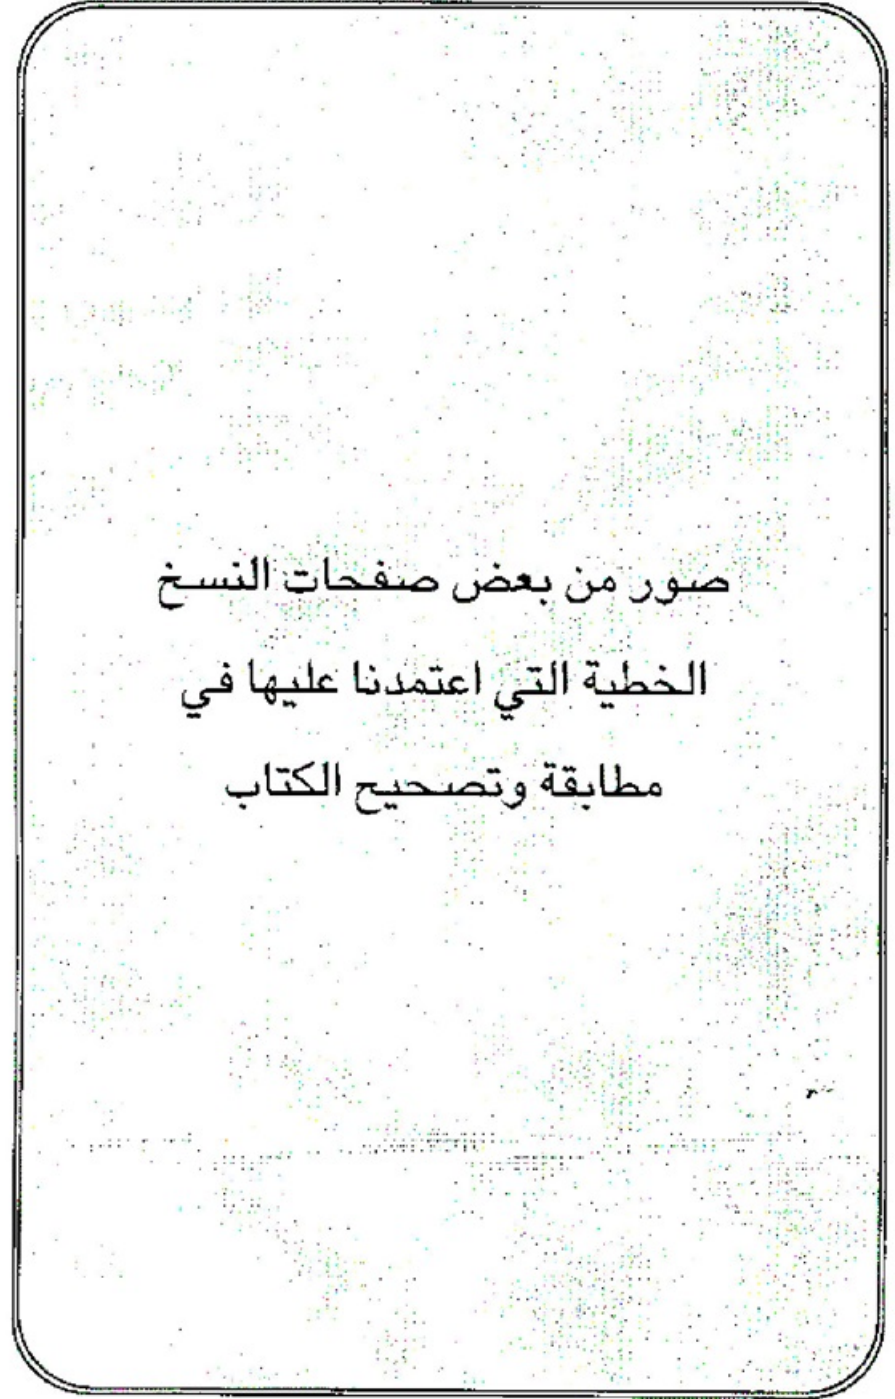 صور من بعض صفحات النسخ
الخطية التي اعتمدنا عليها في
مطابقة وتصحيح الكتاب